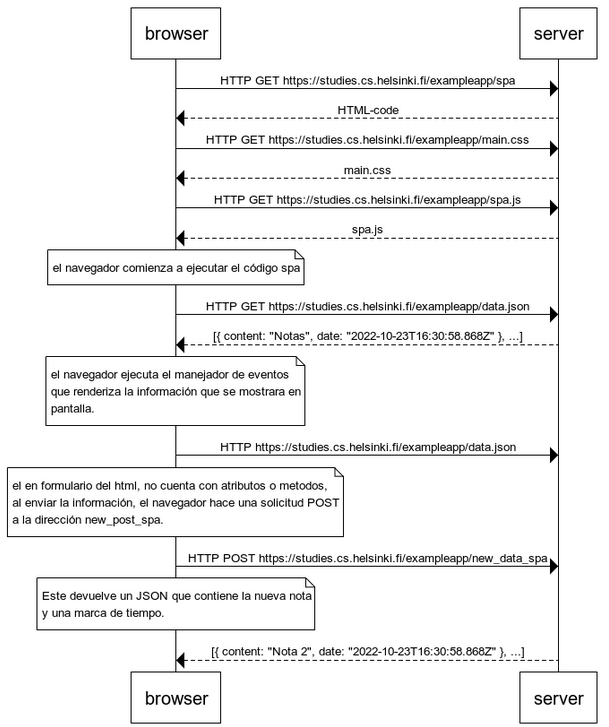 browser server
HTTP GET https://studies.cs.helsinki.fi/exampleapp/spa
HTML-code
HTTP GET https://studies.cs.helsinki.fi/exampleapp/main.css
main.css
HTTP GET https://studies.cs.helsinki.fi/exampleapp/spa.js
spa.js
el navegador comienza a ejecutar el código spa
HTTP GET https://studies.cs.helsinki.fi/exampleapp/data.json
[{ content: "Notas", date: "2022-10-23T16:30:58.868Z" }, ...]
el navegador ejecuta el manejador de eventos
que renderiza la información que se mostrara en
pantalla.
HTTP https://studies.cs.helsinki.fi/exampleapp/data.json
el en formulario del html, no cuenta con atributos o metodos,
al enviar la información, el navegador hace una solicitud POST
a la dirección new_post_spa.
HTTP POST https://studies.cs.helsinki.fi/exampleapp/new_data_spa
Este devuelve un JSON que contiene la nueva nota
y una marca de tiempo.
[{ content: "Nota 2", date: "2022-10-23T16:30:58.868Z" }, ...]
browser server